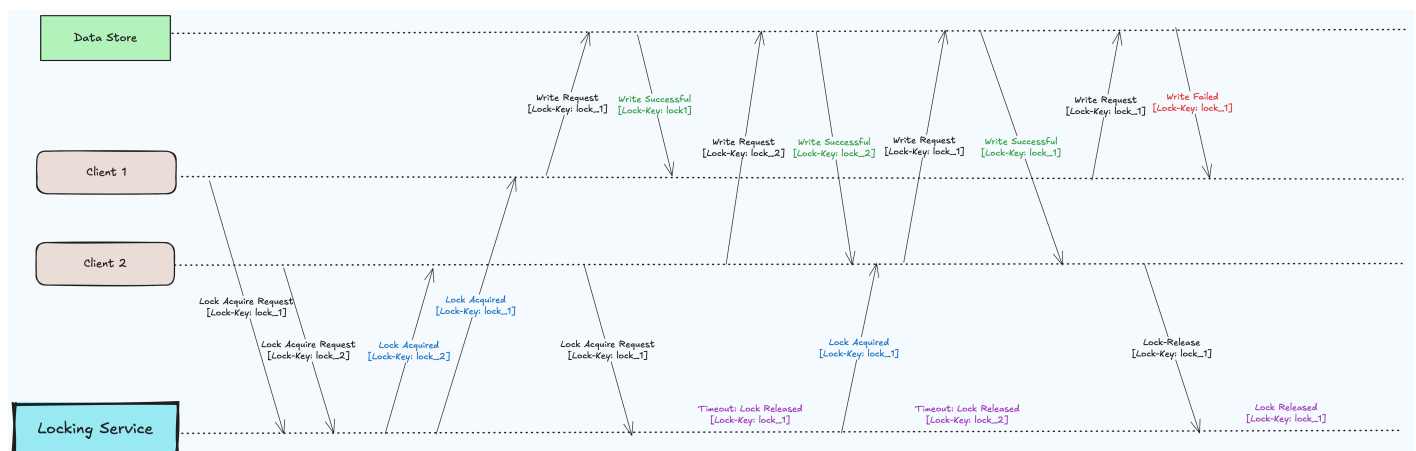 Data Store
Write Request
[Lock-Key: lock_1]
Write Successful
[Lock-Key: lock1]
Write Request
[Lock-Key: lock_2]
Write Successful
[Lock-Key: lock_2]
Write Request
[Lock-Key: lock_1]
Write Successful
[Lock-Key: lock_1]
Write Request
[Lock-Key: lock_1]
Write Failed
[Lock-Key: lock_1]
Client 1
Client 2
Lock Acquire Request
[Lock-Key: lock_1]
Lock Acquire Request
[Lock-Key: lock_2]
Lock Acquired
[Lock-Key: lock_2]
Lock Acquired
[Lock-Key: lock_1]
Lock Acquire Request
[Lock-Key: lock_1]
Lock Acquired
[Lock-Key: lock_1]
Lock-Release
[Lock-Key: lock_1]
Locking Service
Timeout: Lock Released
[Lock-Key: lock_1]
Timeout: Lock Released
[Lock-Key: lock_2]
Lock Released
[Lock-Key: lock_1]